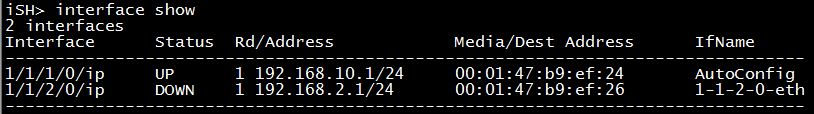 iSH> interface show
2 interfaces
Interface Status Rd/Address Media/Dest Address IfName
--------------------------------------------------------------------------------
1/1/1/0/ip UP 1 192.168.10.1/24 00:01:47:b9:ef:24 AutoConfig
1/1/2/0/ip DOWN 1 192.168.2.1/24 00:01:47:b9:ef:26 1-1-2-0-eth
--------------------------------------------------------------------------------